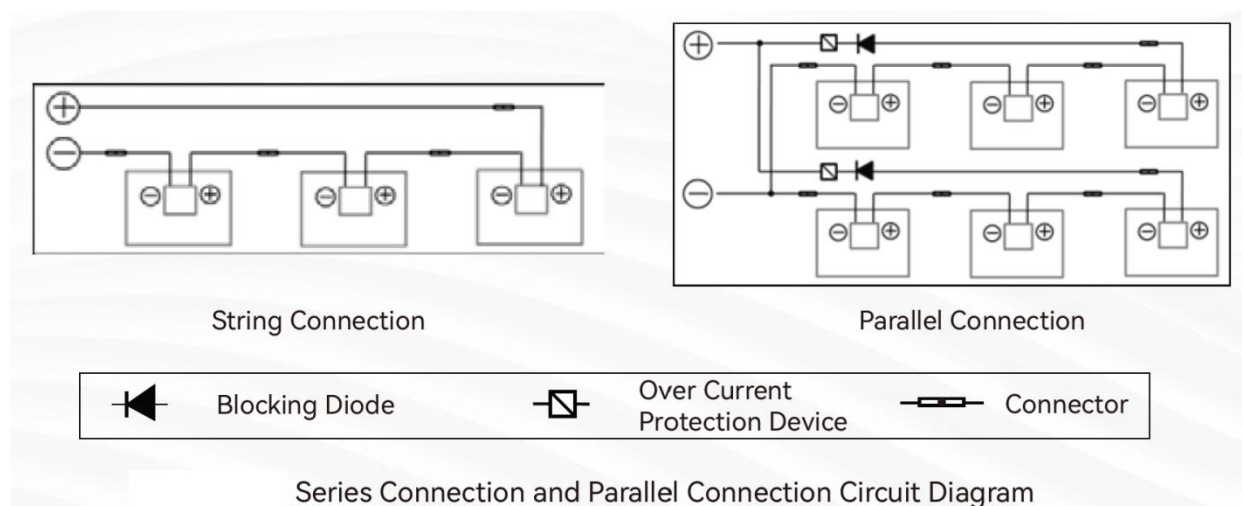 String Connection
Parallel Connection
Blocking Diode
Over Current
Protection Device
Connector
Series Connection and Parallel Connection Circuit Diagram